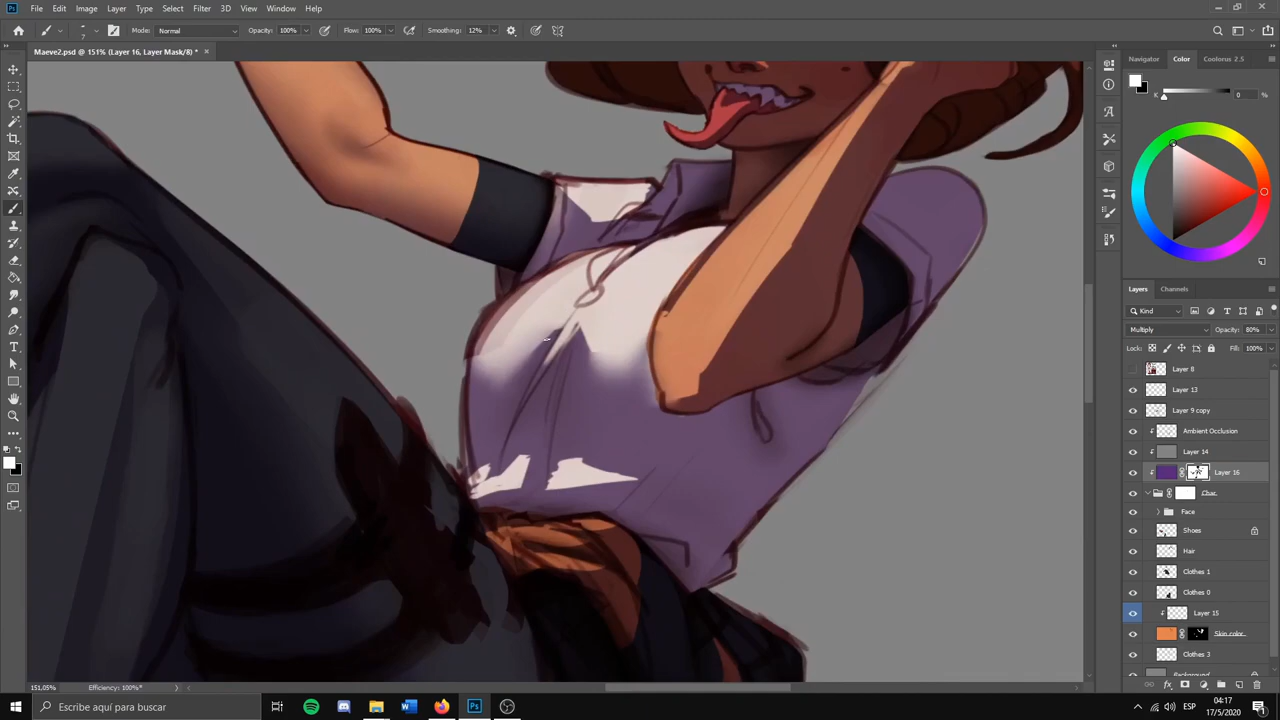 Ps File Edit Image Layer Type Select Filter 3D View Window Help
Mode: Normal Opacity: 100% Flow: 100% Smoothing: 12%
Maeve2.psd @ 151% (Layer 16, Layer Mask/8) * ×
Navigator Color Coolorus 2.5
K 0 %
Layers Channels
Kind
Multiply Opacity: 80%
Lock: Fill: 100%
Layer 8
Layer 13
Layer 9 copy
Ambient Occlusion
Layer 14
Layer 16
Char.
Face
Shoes
Hair
Clothes 1
Clothes 0
Layer 15
Skin color
Clothes 3
Background
151,05% Efficiency: 100%*
Escribe aquí para buscar
ESP
04:17
17/5/2020